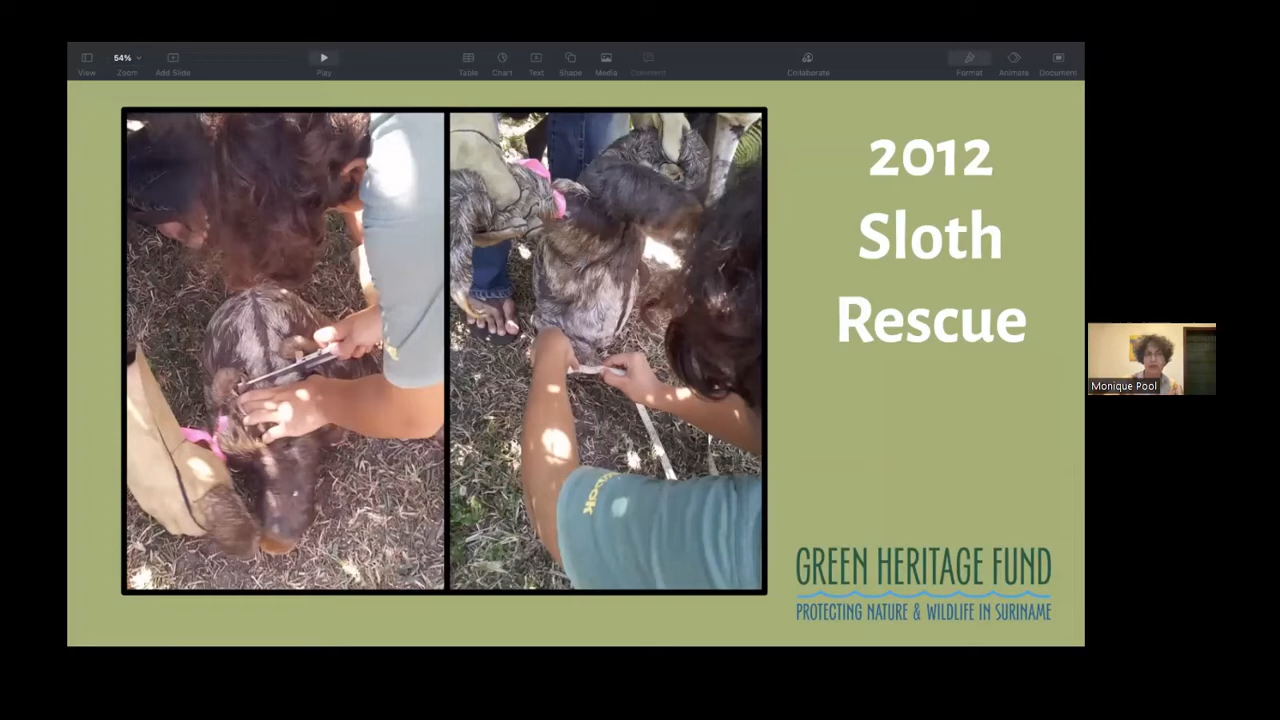 54%
View
Zoom
Add Slide
Play
Table
Chart
Text
Shape
Media
Comment
Collaborate
Format
Animate
Document
2012
Sloth
Rescue
Monique Pool
GREEN HERITAGE FUND
PROTECTING NATURE & WILDLIFE IN SURINAME